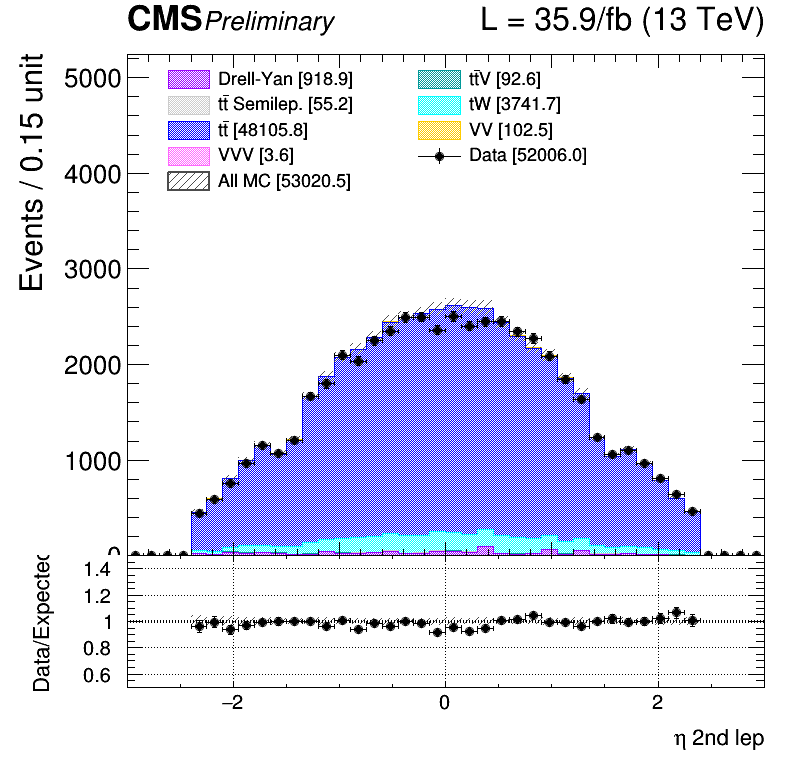 CMS Preliminary L = 35.9/fb (13 TeV)
Drell-Yan [918.9]
tt̄ Semilep. [55.2]
tt̄ [48105.8]
VVV [3.6]
All MC [53020.5]
tt̄V [92.6]
tW [3741.7]
VV [102.5]
Data [52006.0]
Events / 0.15 unit
5000
4000
3000
2000
1000
0
Data/Expected
1.4
1.2
1
0.8
0.6
−2 0 2
η 2nd lep